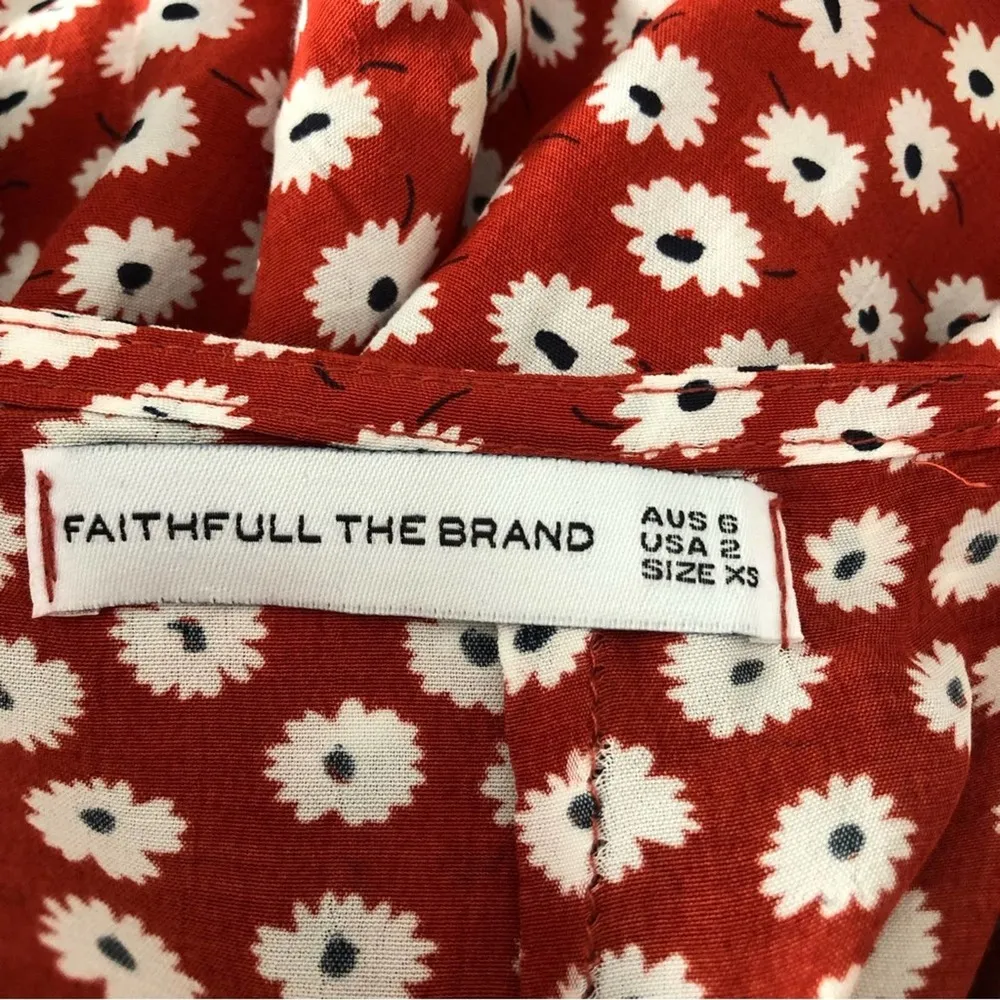 FAITHFULL THE BRAND
AUS 6
USA 2
SIZE XS